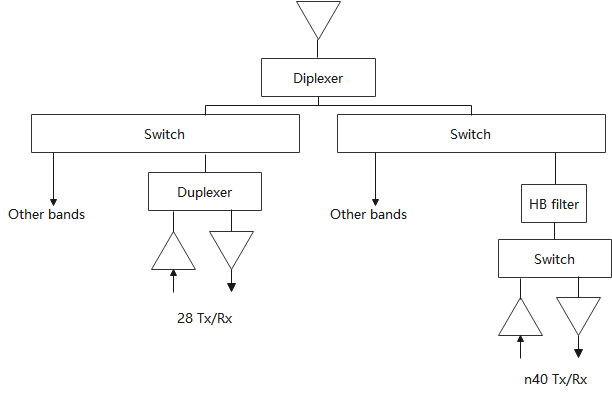 Diplexer
Switch
Switch
Duplexer
HB filter
Other bands
Other bands
Switch
28 Tx/Rx
n40 Tx/Rx